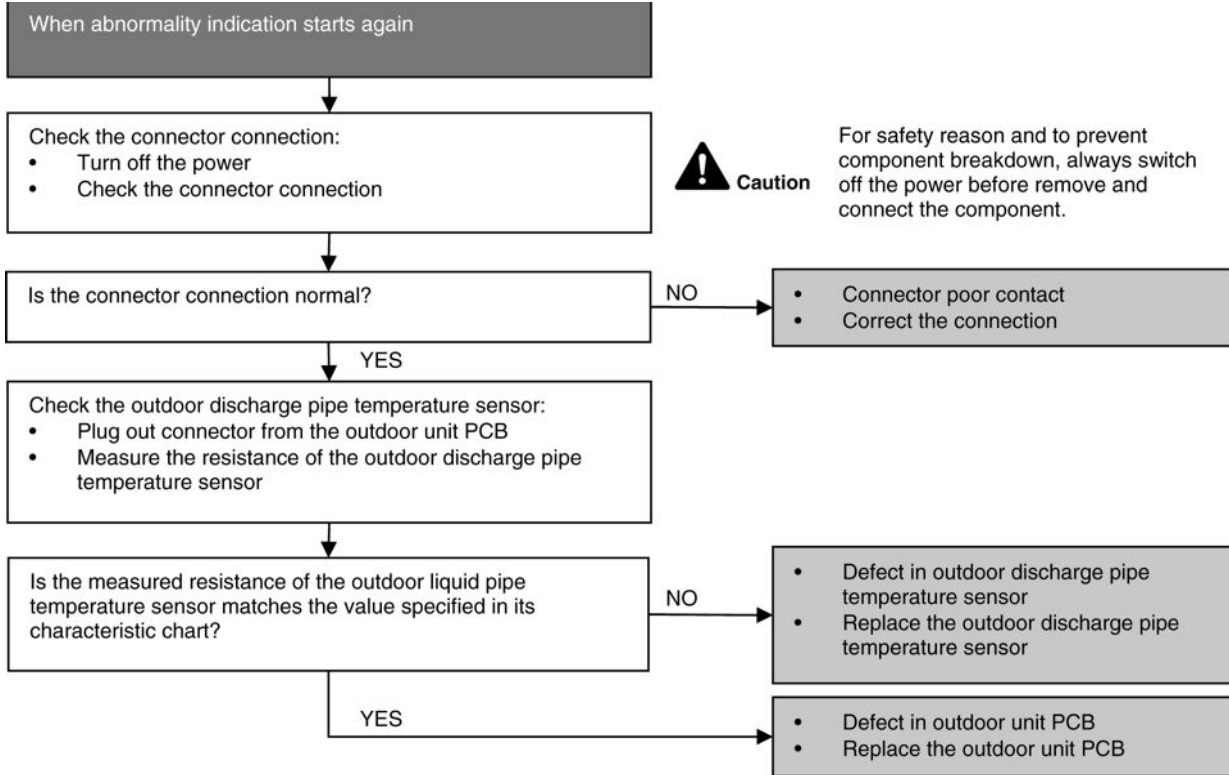 When abnormality indication starts again
Check the connector connection:
• Turn off the power
• Check the connector connection
Caution
For safety reason and to prevent
component breakdown, always switch
off the power before remove and
connect the component.
Is the connector connection normal?
NO
• Connector poor contact
• Correct the connection
YES
Check the outdoor discharge pipe temperature sensor:
• Plug out connector from the outdoor unit PCB
• Measure the resistance of the outdoor discharge pipe
temperature sensor
Is the measured resistance of the outdoor liquid pipe
temperature sensor matches the value specified in its
characteristic chart?
NO
• Defect in outdoor discharge pipe
temperature sensor
• Replace the outdoor discharge pipe
temperature sensor
YES
• Defect in outdoor unit PCB
• Replace the outdoor unit PCB